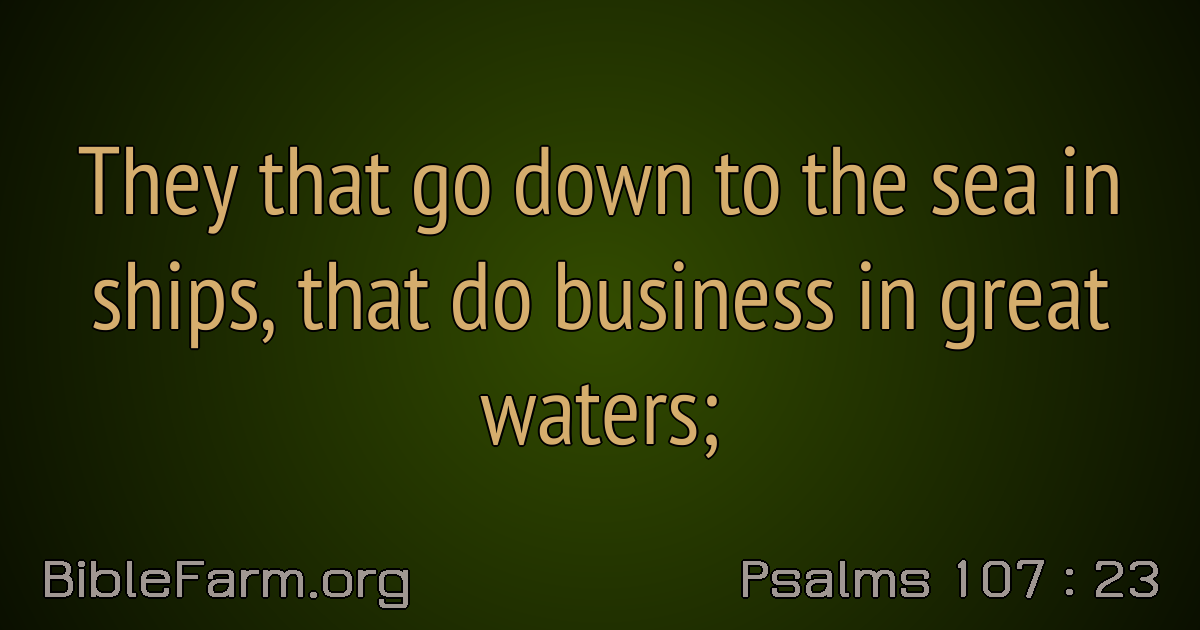 They that go down to the sea in
ships, that do business in great
waters;
BibleFarm.org
Psalms 107 : 23